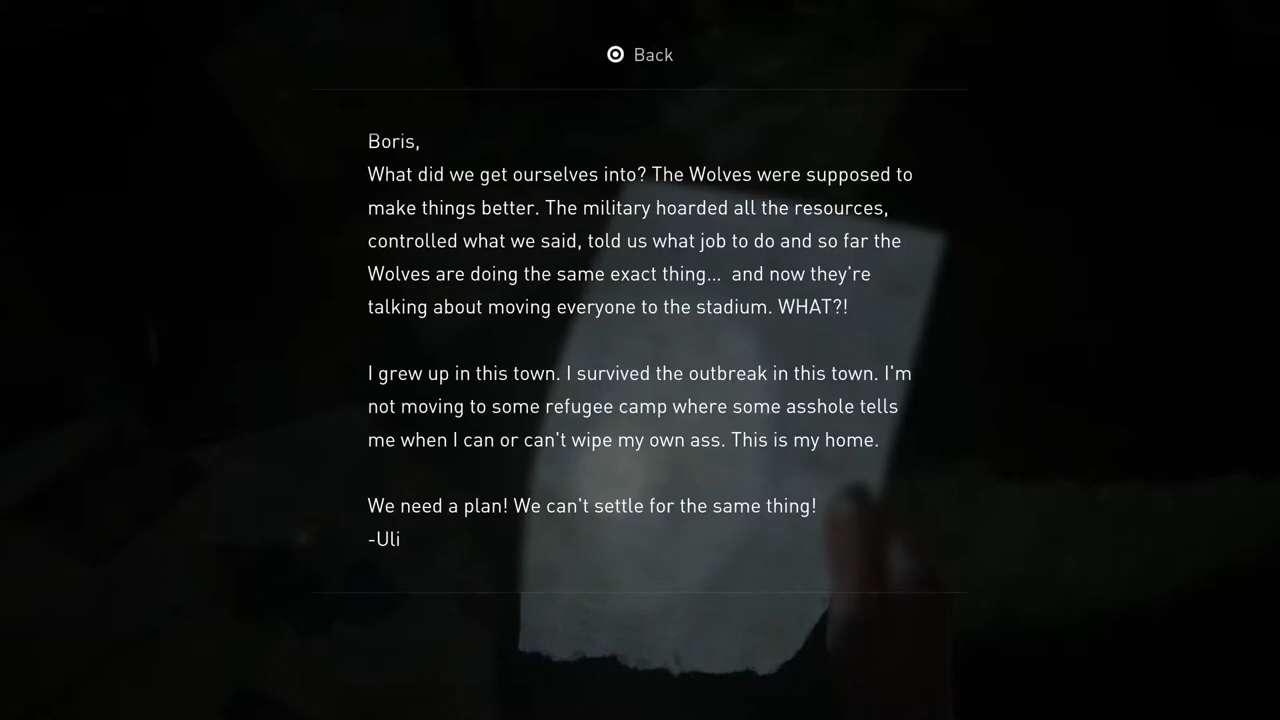 Back
Boris,
What did we get ourselves into? The Wolves were supposed to
make things better. The military hoarded all the resources,
controlled what we said, told us what job to do and so far the
Wolves are doing the same exact thing...  and now they're
talking about moving everyone to the stadium. WHAT?!
I grew up in this town. I survived the outbreak in this town. I'm
not moving to some refugee camp where some asshole tells
me when I can or can't wipe my own ass. This is my home.
We need a plan! We can't settle for the same thing!
-Uli